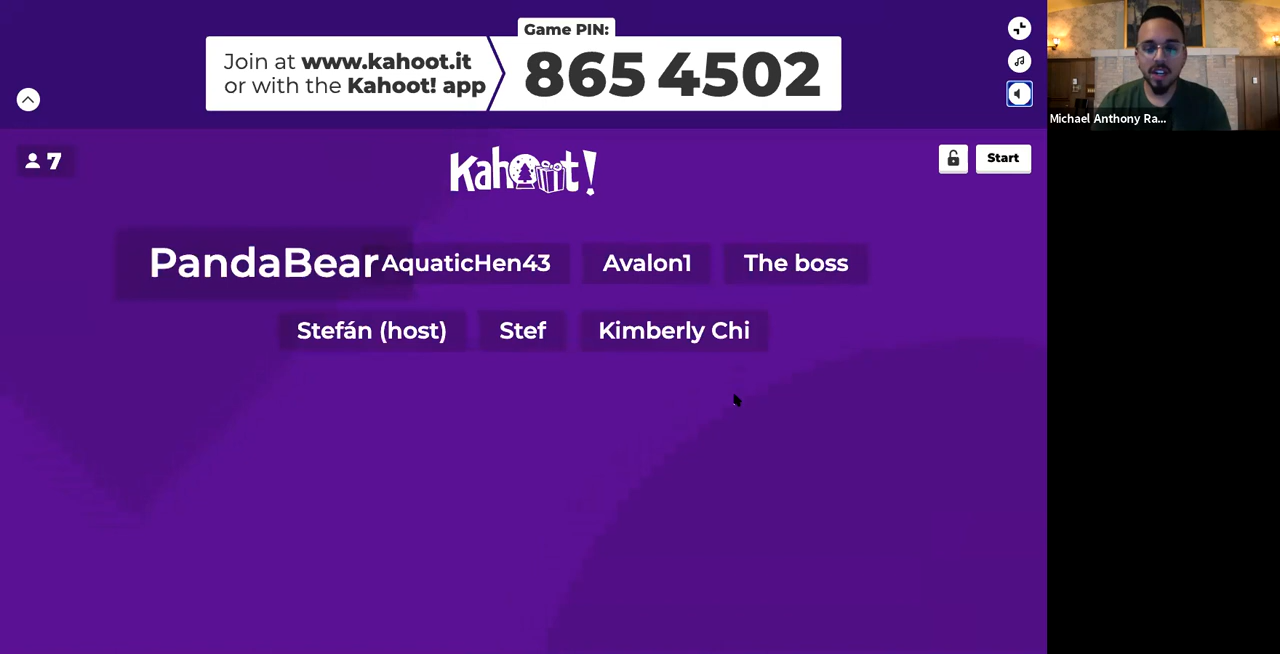 Game PIN:
Join at www.kahoot.it
or with the Kahoot! app
865 4502
7
Kahoot!
Start
PandaBear AquaticHen43 Avalon1 The boss
Stefán (host) Stef Kimberly Chi
Michael Anthony Ra...